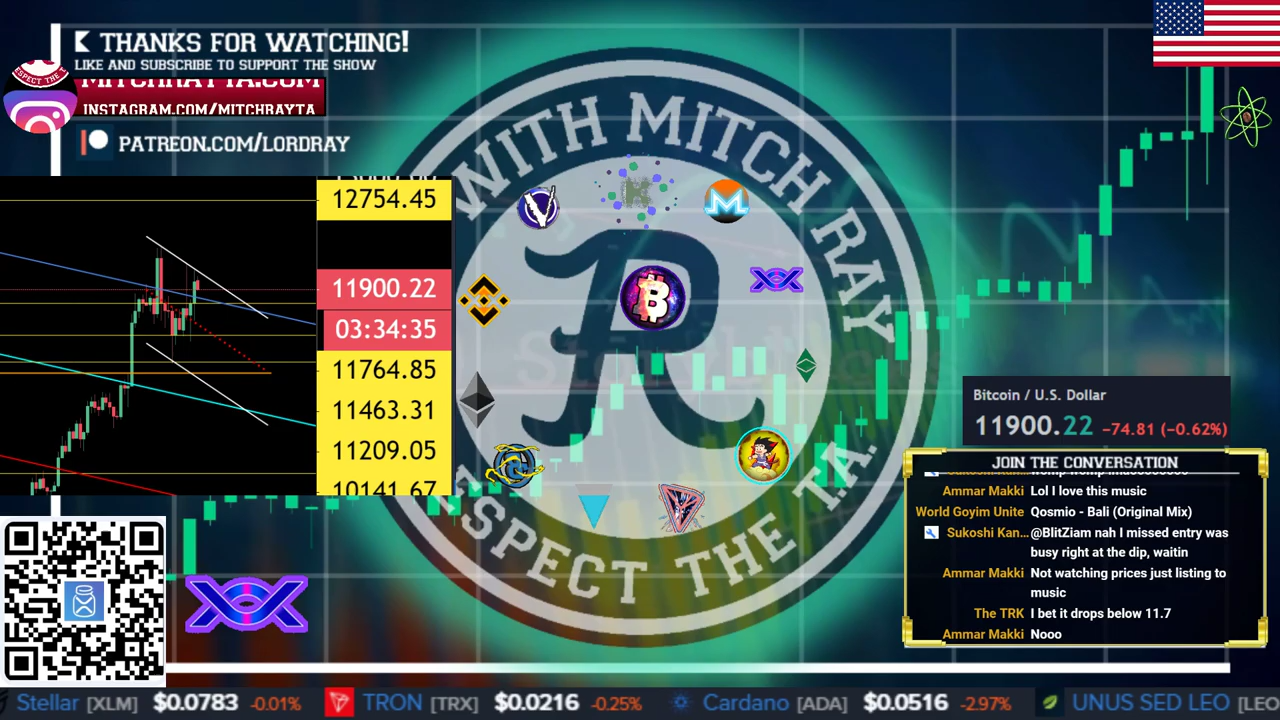 THANKS FOR WATCHING!
LIKE AND SUBSCRIBE TO SUPPORT THE SHOW
MITCHRAYTA.COM
INSTAGRAM.COM/MITCHRAYTA
PATREON.COM/LORDRAY
12754.45
11900.22
03:34:35
11764.85
11463.31
11209.05
10141.67
WITH MITCH RAY
R
RESPECT THE TA.
Bitcoin / U.S. Dollar
11900.22 −74.81 (−0.62%)
JOIN THE CONVERSATION
Ammar Makki Lol I love this music
World Goyim Unite Qosmio - Bali (Original Mix)
Sukoshi Kan... @BlitZiam nah I missed entry was
busy right at the dip, waitin
Ammar Makki Not watching prices just listing to
music
The TRK I bet it drops below 11.7
Ammar Makki Nooo
Stellar [XLM] $0.0783 -0.01% TRON [TRX] $0.0216 -0.25% Cardano [ADA] $0.0516 -2.97% UNUS SED LEO [LEO